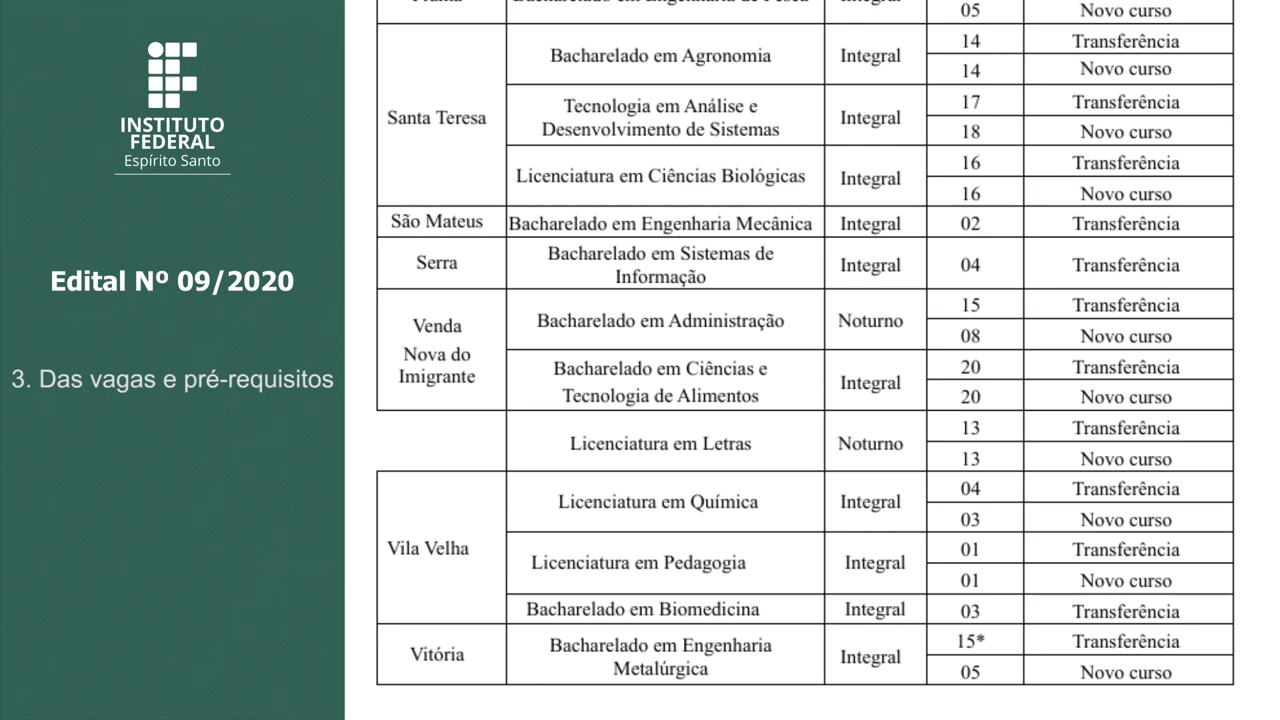 INSTITUTO
FEDERAL
Espírito Santo
Edital Nº 09/2020
3. Das vagas e pré-requisitos
05 Novo curso
Santa Teresa
Bacharelado em Agronomia Integral
14 Transferência
14 Novo curso
Tecnologia em Análise e
Desenvolvimento de Sistemas
Integral
17 Transferência
18 Novo curso
Licenciatura em Ciências Biológicas Integral
16 Transferência
16 Novo curso
São Mateus Bacharelado em Engenharia Mecânica Integral 02 Transferência
Serra
Bacharelado em Sistemas de
Informação
Integral 04 Transferência
Venda
Nova do
Imigrante
Bacharelado em Administração Noturno
15 Transferência
08 Novo curso
Bacharelado em Ciências e
Tecnologia de Alimentos
Integral
20 Transferência
20 Novo curso
Licenciatura em Letras Noturno
13 Transferência
13 Novo curso
Vila Velha
Licenciatura em Química Integral
04 Transferência
03 Novo curso
Licenciatura em Pedagogia Integral
01 Transferência
01 Novo curso
Bacharelado em Biomedicina Integral 03 Transferência
Vitória
Bacharelado em Engenharia
Metalúrgica
Integral
15* Transferência
05 Novo curso